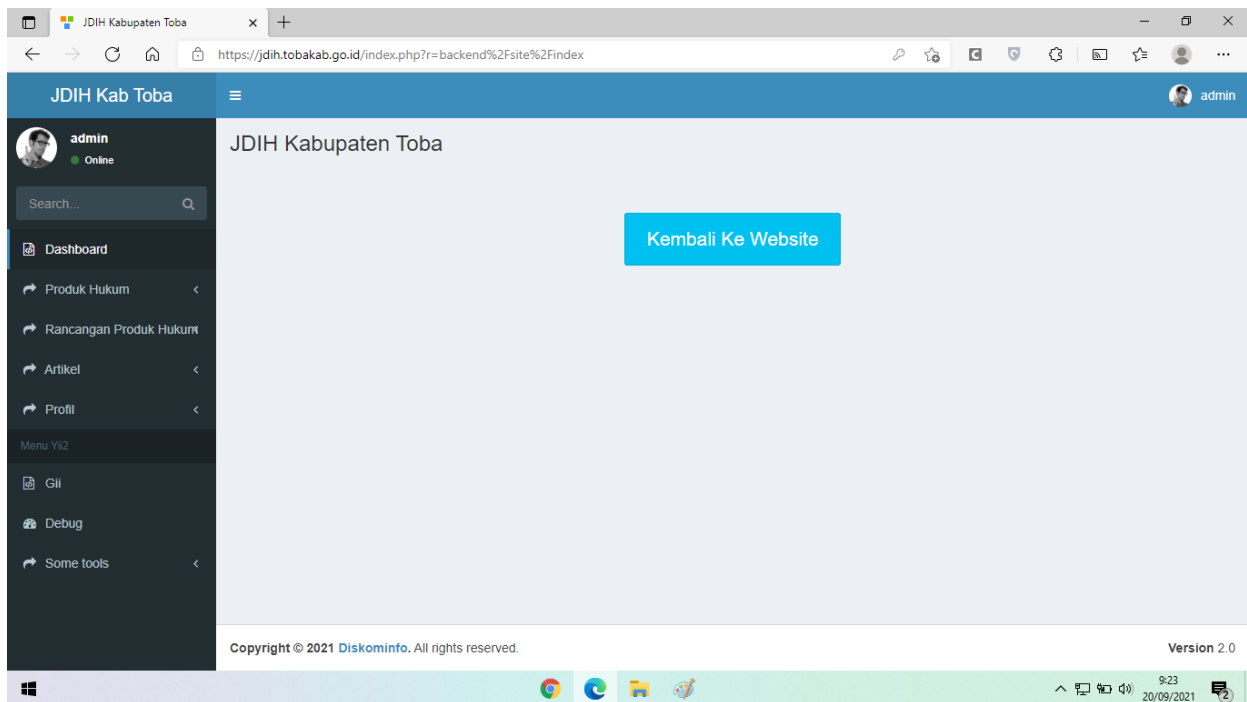 JDIH Kabupaten Toba
https://jdih.tobakab.go.id/index.php?r=backend%2Fsite%2Findex
JDIH Kab Toba
admin
admin
Online
JDIH Kabupaten Toba
Search...
Kembali Ke Website
Dashboard
Produk Hukum
Rancangan Produk Hukum
Artikel
Profil
Menu Yii2
Gii
Debug
Some tools
Copyright © 2021 Diskominfo. All rights reserved.
Version 2.0
9:23
20/09/2021
2